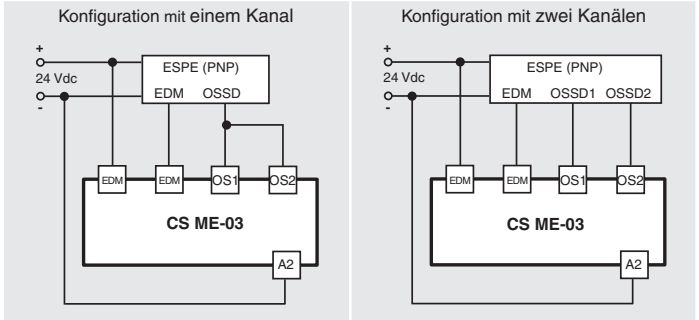 Konfiguration mit einem Kanal
+
24 Vdc
-
ESPE (PNP)
EDM OSSD
EDM EDM OS1 OS2
CS ME-03
A2
Konfiguration mit zwei Kanälen
+
24 Vdc
-
ESPE (PNP)
EDM OSSD1 OSSD2
EDM EDM OS1 OS2
CS ME-03
A2